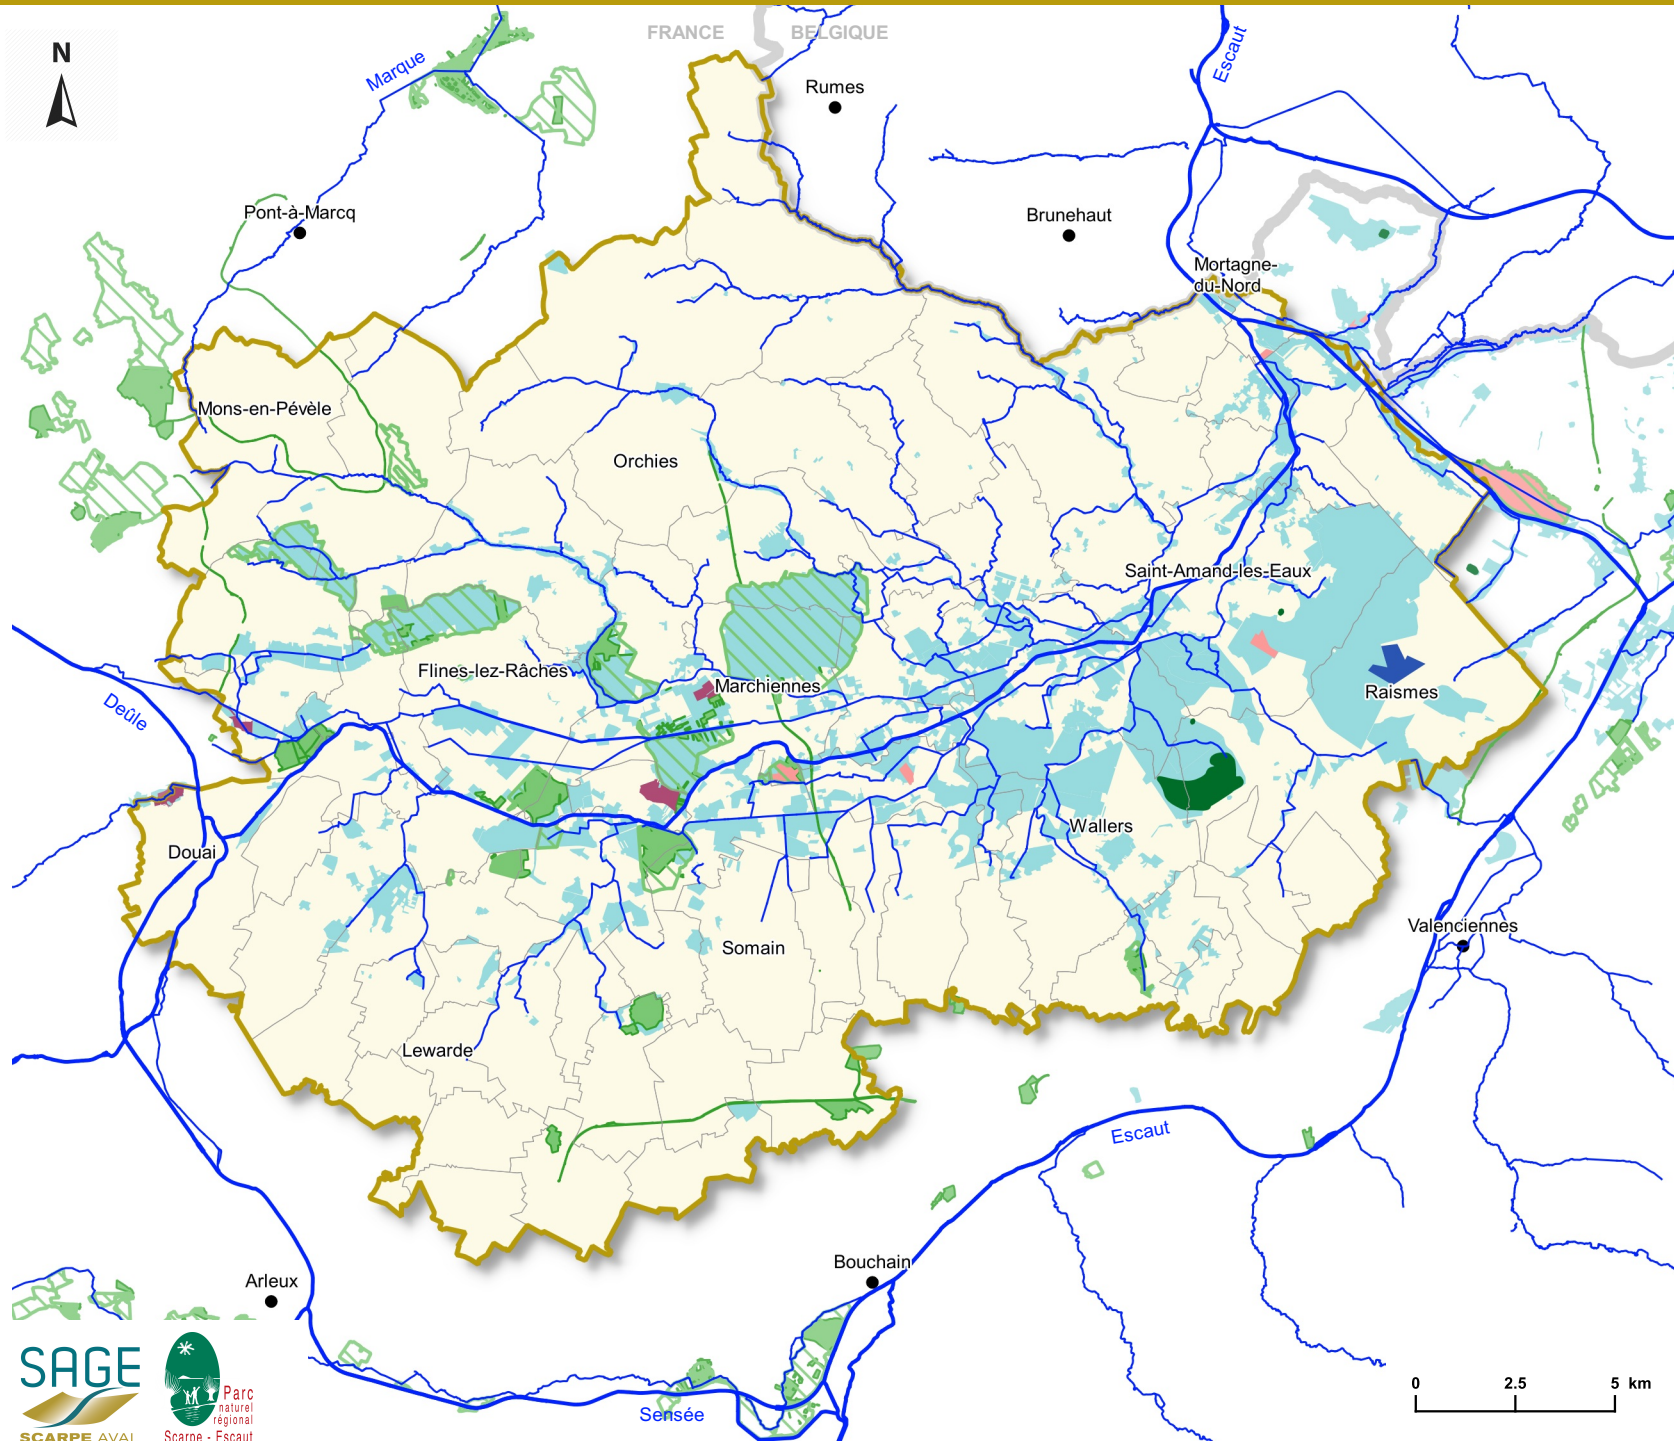 FRANCE
BELGIQUE
N
Marque
Escaut
Rumes
Pont-à-Marcq
Brunehaut
Mortagne-
du-Nord
Mons-en-Pévèle
Orchies
Saint-Amand-les-Eaux
Flines-lez-Râches
Marchiennes
Raismes
Deûle
Wallers
Douai
Valenciennes
Somain
Lewarde
Escaut
Bouchain
Arleux
Sensée
0 2.5 5 km
SAGE
SCARPE AVAL
Parc
naturel
régional
Scarpe - Escaut